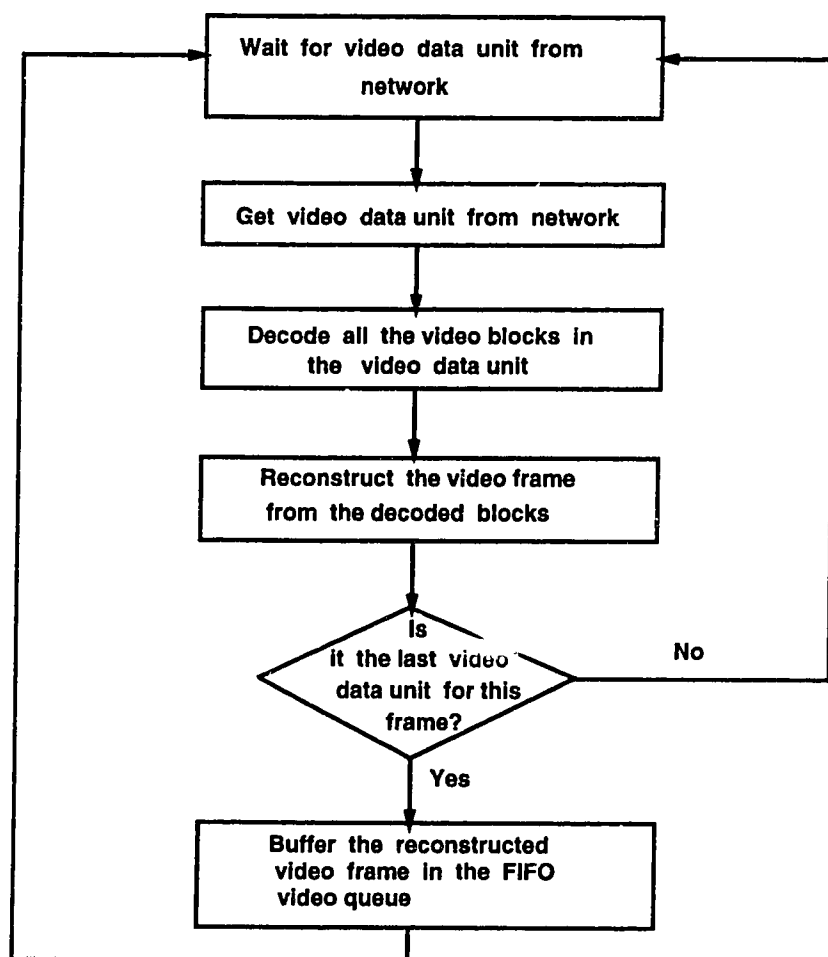 Wait for video data unit from
network
Get video data unit from network
Decode all the video blocks in
the video data unit
Reconstruct the video frame
from the decoded blocks
Is
it the last video
data unit for this
frame?
No
Yes
Buffer the reconstructed
video frame in the FIFO
video queue